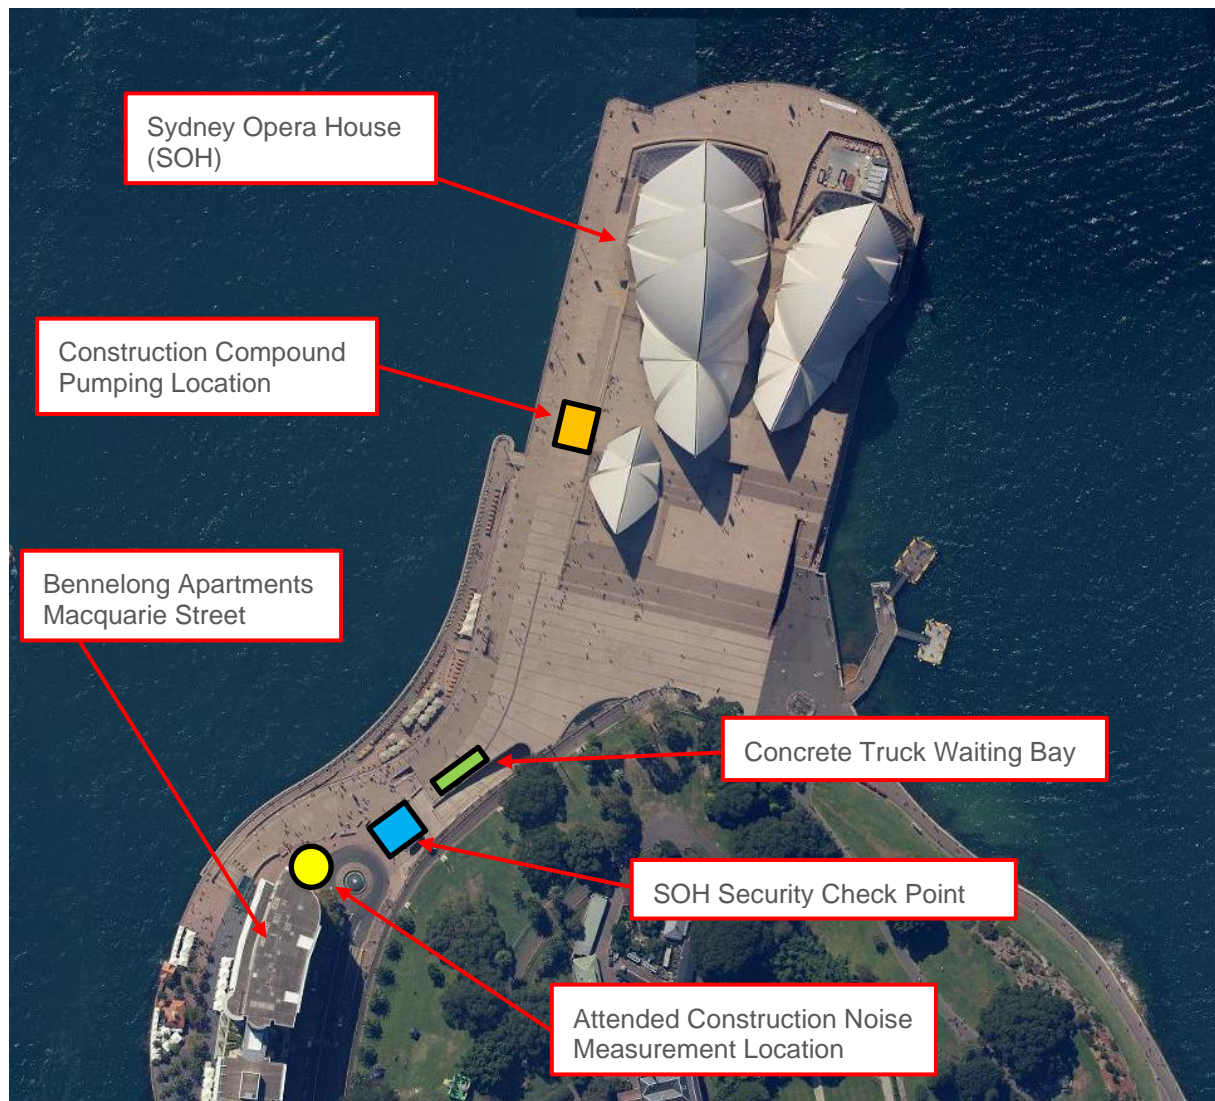 Sydney Opera House
(SOH)
Construction Compound
Pumping Location
Bennelong Apartments
Macquarie Street
Concrete Truck Waiting Bay
SOH Security Check Point
Attended Construction Noise
Measurement Location